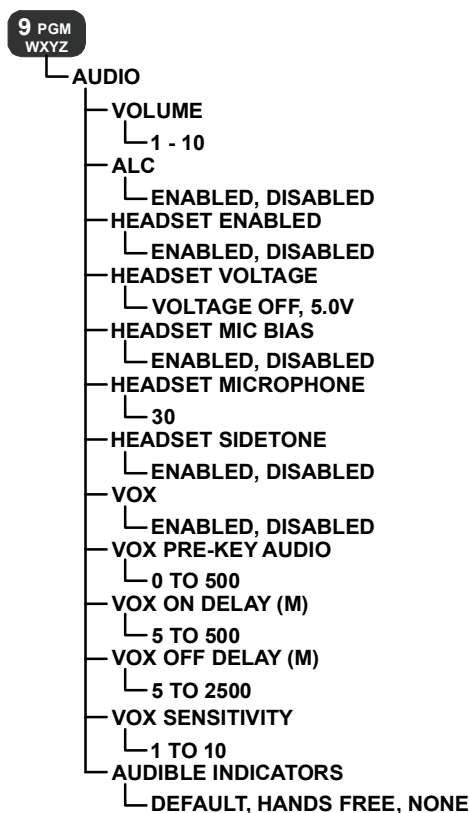 9 PGM
WXYZ
AUDIO
VOLUME
1 - 10
ALC
ENABLED, DISABLED
HEADSET ENABLED
ENABLED, DISABLED
HEADSET VOLTAGE
VOLTAGE OFF, 5.0V
HEADSET MIC BIAS
ENABLED, DISABLED
HEADSET MICROPHONE
30
HEADSET SIDETONE
ENABLED, DISABLED
VOX
ENABLED, DISABLED
VOX PRE-KEY AUDIO
0 TO 500
VOX ON DELAY (M)
5 TO 500
VOX OFF DELAY (M)
5 TO 2500
VOX SENSITIVITY
1 TO 10
AUDIBLE INDICATORS
DEFAULT, HANDS FREE, NONE